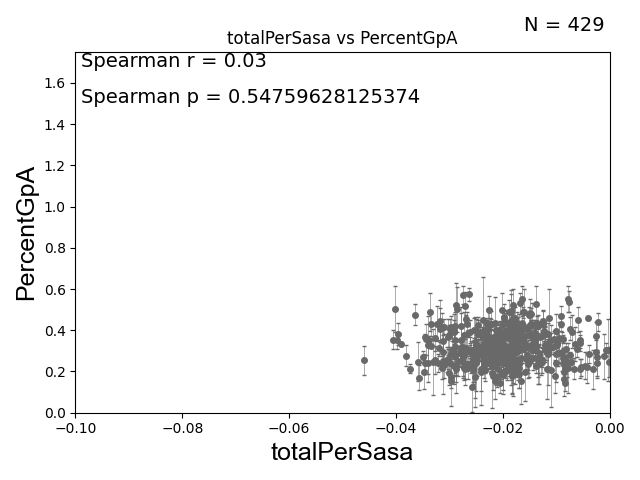 N = 429
totalPerSasa vs PercentGpA
Spearman r = 0.03
Spearman p = 0.54759628125374
PercentGpA
1.6
1.4
1.2
1.0
0.8
0.6
0.4
0.2
0.0
−0.10 −0.08 −0.06 −0.04 −0.02 0.00
totalPerSasa